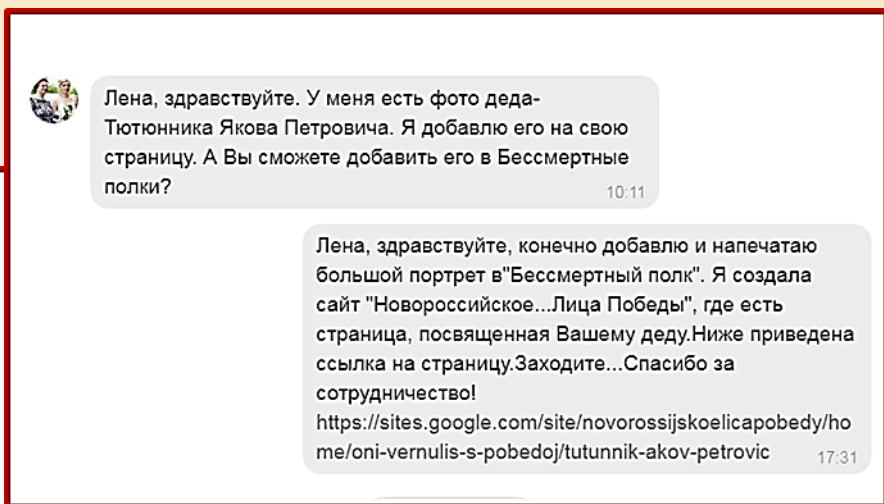 Лена, здравствуйте. У меня есть фото деда-
Тютюнника Якова Петровича. Я добавлю его на свою
страницу. А Вы сможете добавить его в Бессмертные
полки?
10:11
Лена, здравствуйте, конечно добавлю и напечатаю
большой портрет в"Бессмертный полк". Я создала
сайт "Новороссийское...Лица Победы", где есть
страница, посвященная Вашему деду.Ниже приведена
ссылка на страницу.Заходите...Спасибо за
сотрудничество!
https://sites.google.com/site/novorossijskoelicapobedy/ho
me/oni-vernulis-s-pobedoj/tutunnik-akov-petrovic
17:31